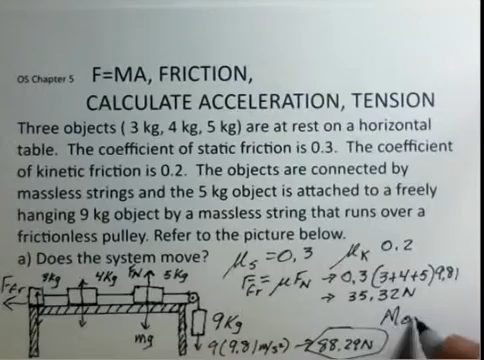 OS Chapter 5 F=MA, FRICTION,
CALCULATE ACCELERATION, TENSION
Three objects ( 3 kg, 4 kg, 5 kg) are at rest on a horizontal
table. The coefficient of static friction is 0.3. The coefficient
of kinetic friction is 0.2. The objects are connected by
massless strings and the 5 kg object is attached to a freely
hanging 9 kg object by a massless string that runs over a
frictionless pulley. Refer to the picture below.
a) Does the system move? μs = 0,3 μK 0.2
Ffr 3Kg 4Kg FN 5Kg Ffr = μFN → 0.3(3+4+5)9.81
→ 35.32N
9Kg
mg 9(9.81m/s²) → 88.29N